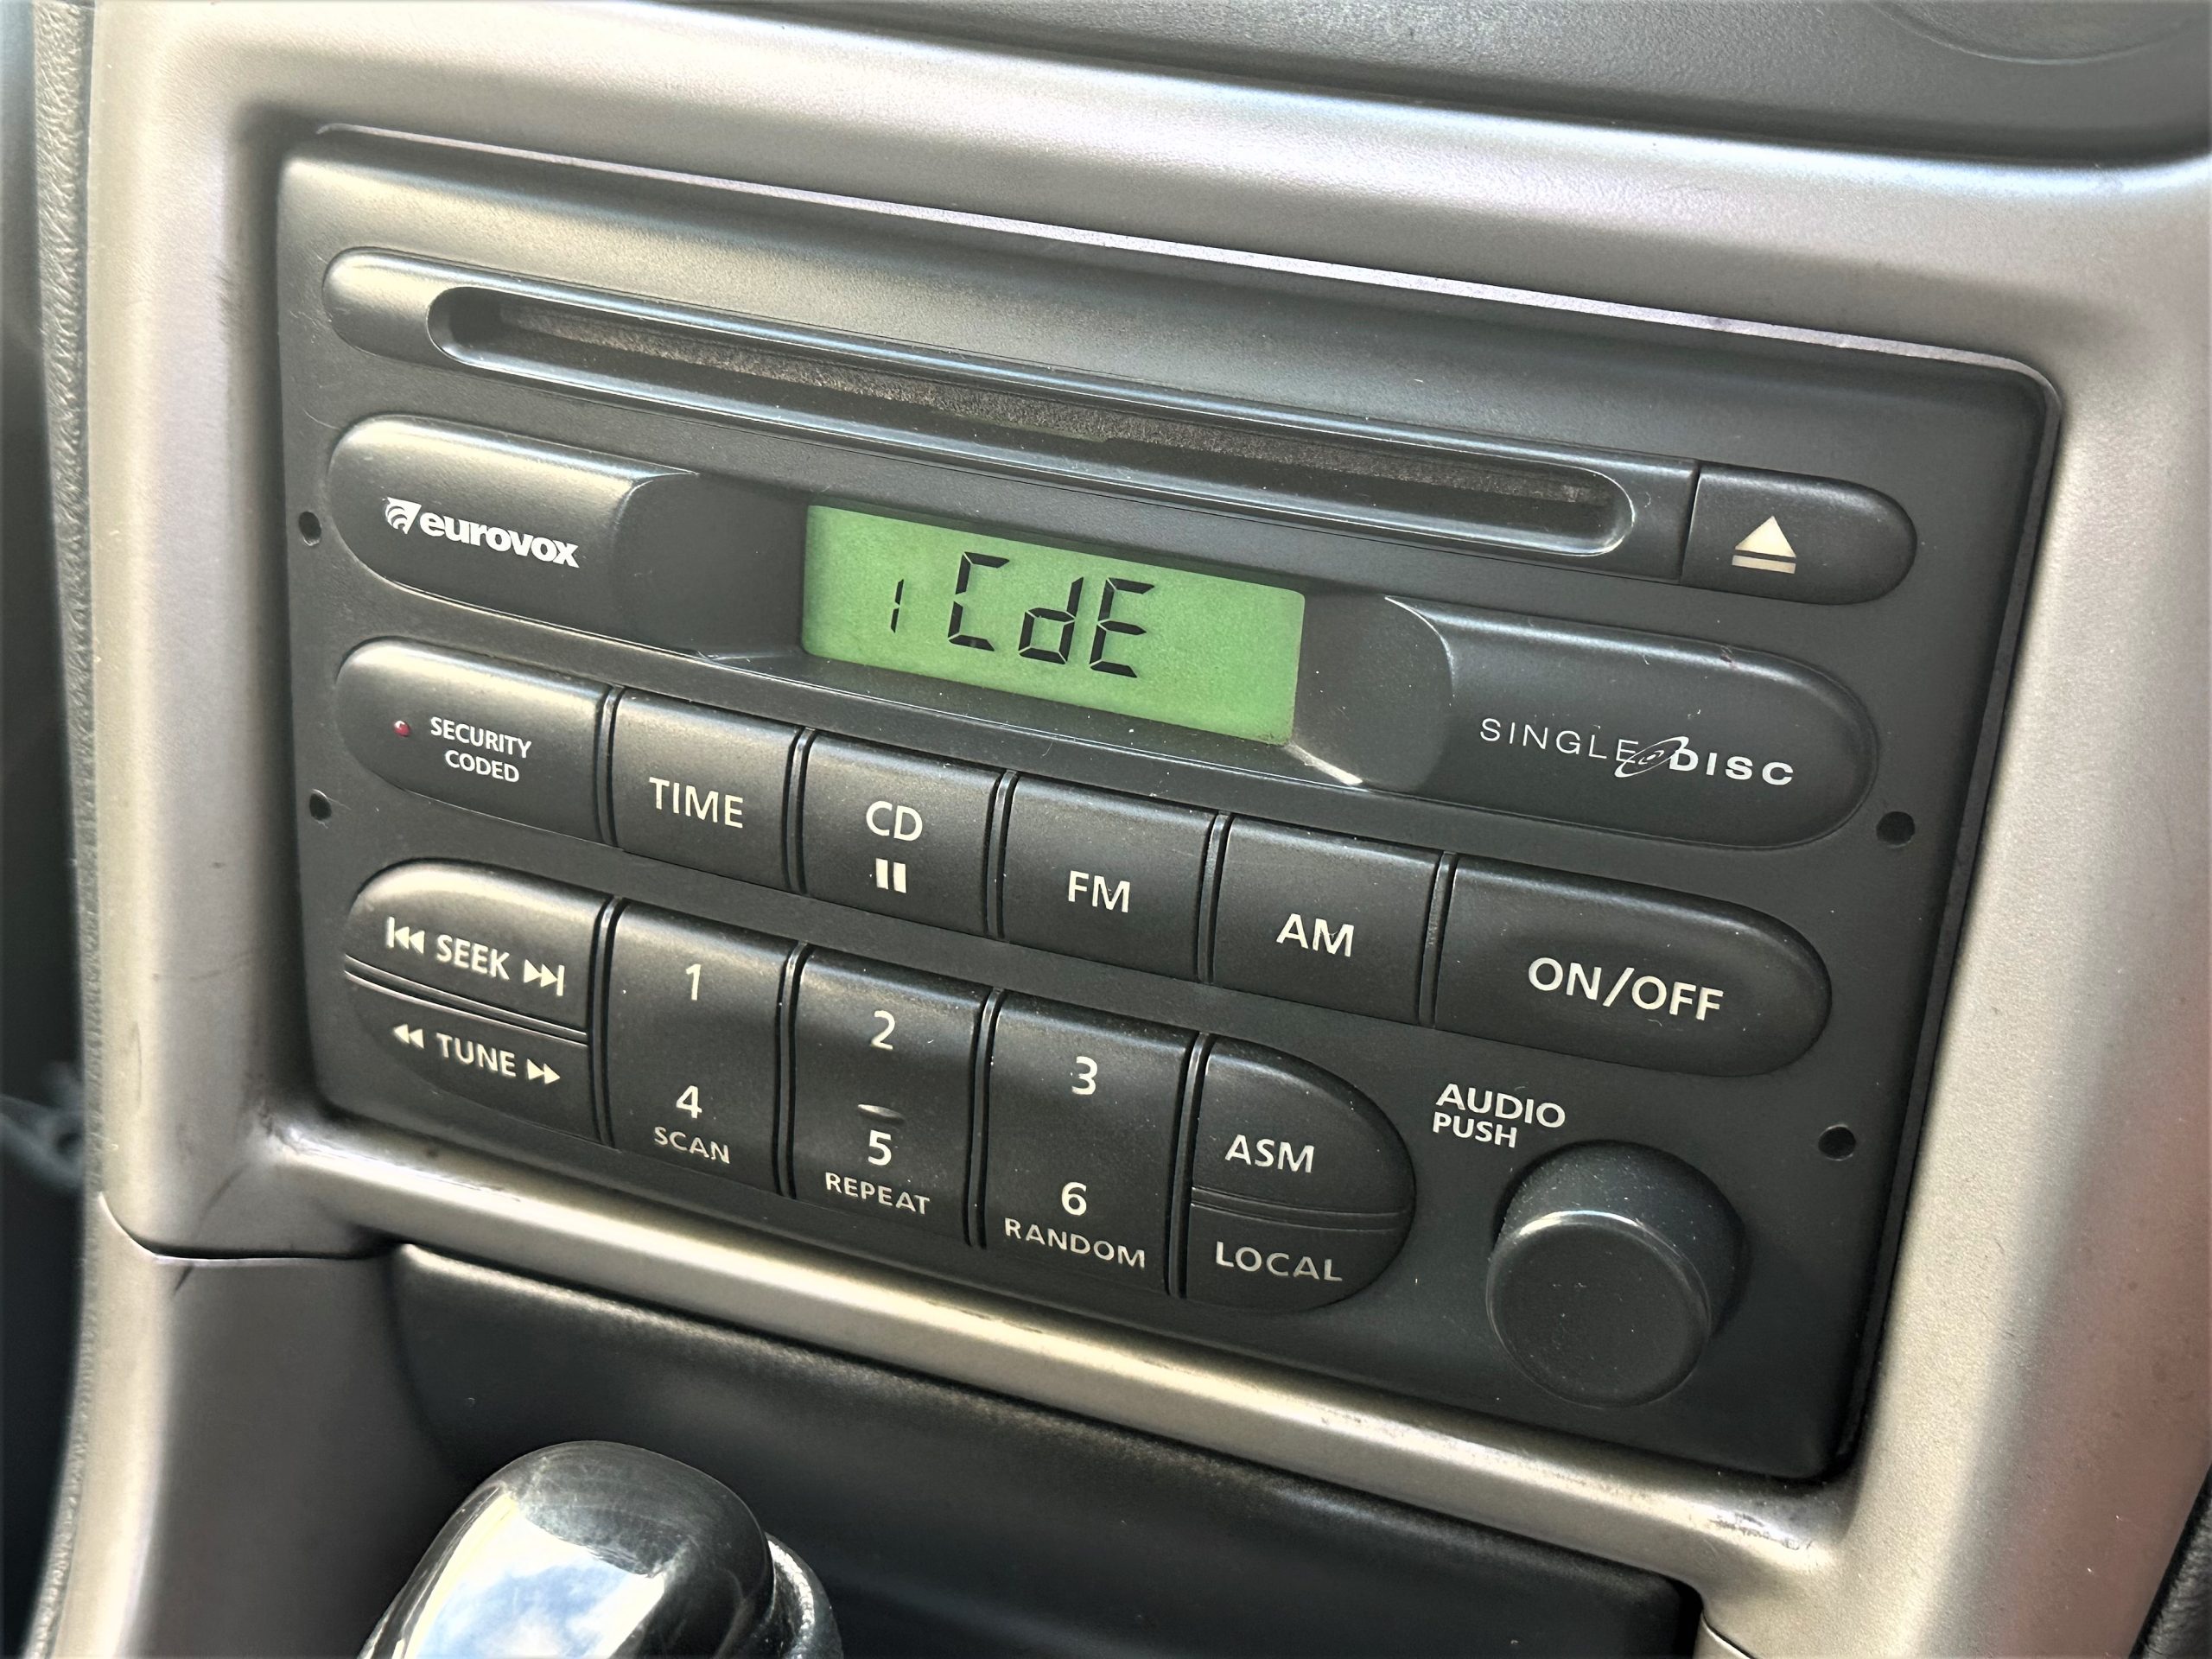 eurovox
1 CdE
SINGLE DISC
SECURITY
CODED
TIME
CD
FM
AM
ON/OFF
SEEK
TUNE
1
2
3
4
SCAN
5
REPEAT
6
RANDOM
ASM
LOCAL
AUDIO
PUSH